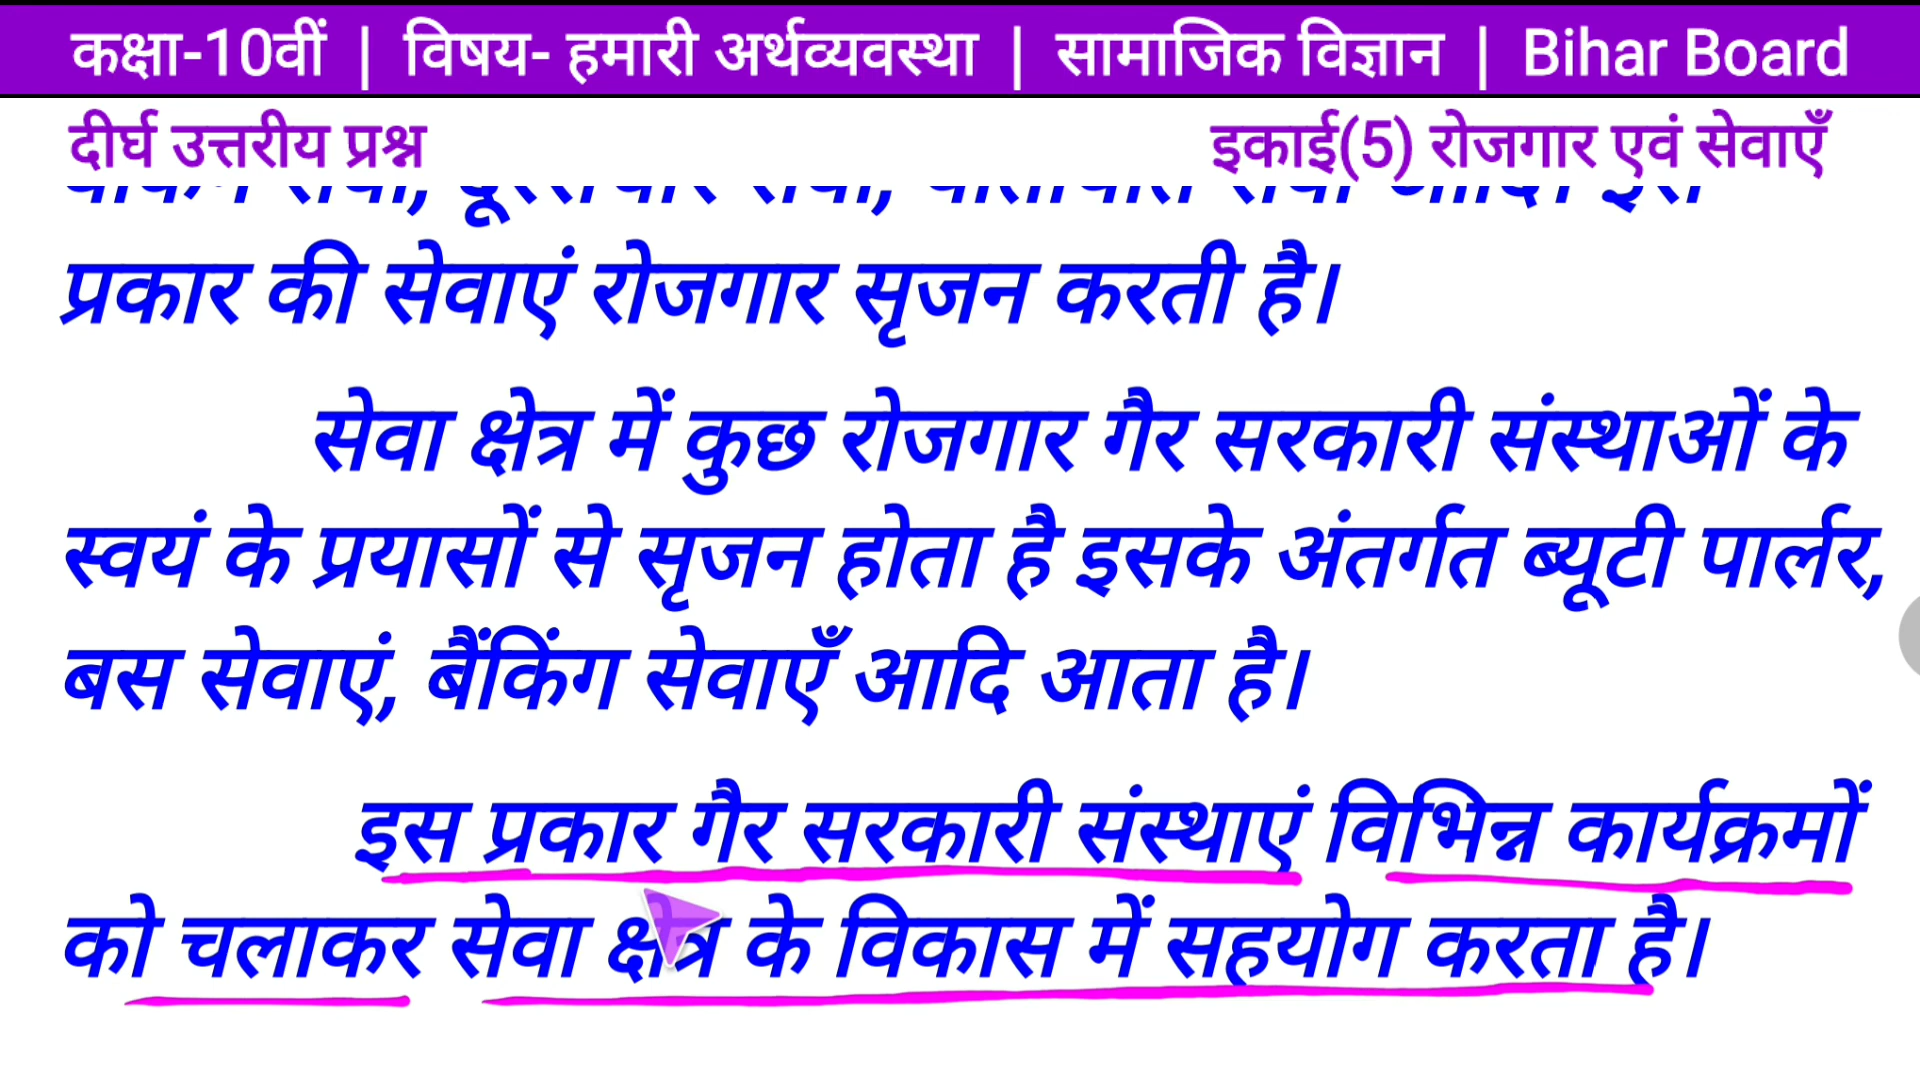 कक्षा-10वीं | विषय- हमारी अर्थव्यवस्था | सामाजिक विज्ञान | Bihar Board
दीर्घ उत्तरीय प्रश्न
इकाई(5) रोजगार एवं सेवाएँ
प्रकार की सेवाएं रोजगार सृजन करती है।
सेवा क्षेत्र में कुछ रोजगार गैर सरकारी संस्थाओं के
स्वयं के प्रयासों से सृजन होता है इसके अंतर्गत ब्यूटी पार्लर,
बस सेवाएं, बैंकिंग सेवाएँ आदि आता है।
इस प्रकार गैर सरकारी संस्थाएं विभिन्न कार्यक्रमों
को चलाकर सेवा क्षेत्र के विकास में सहयोग करता है।